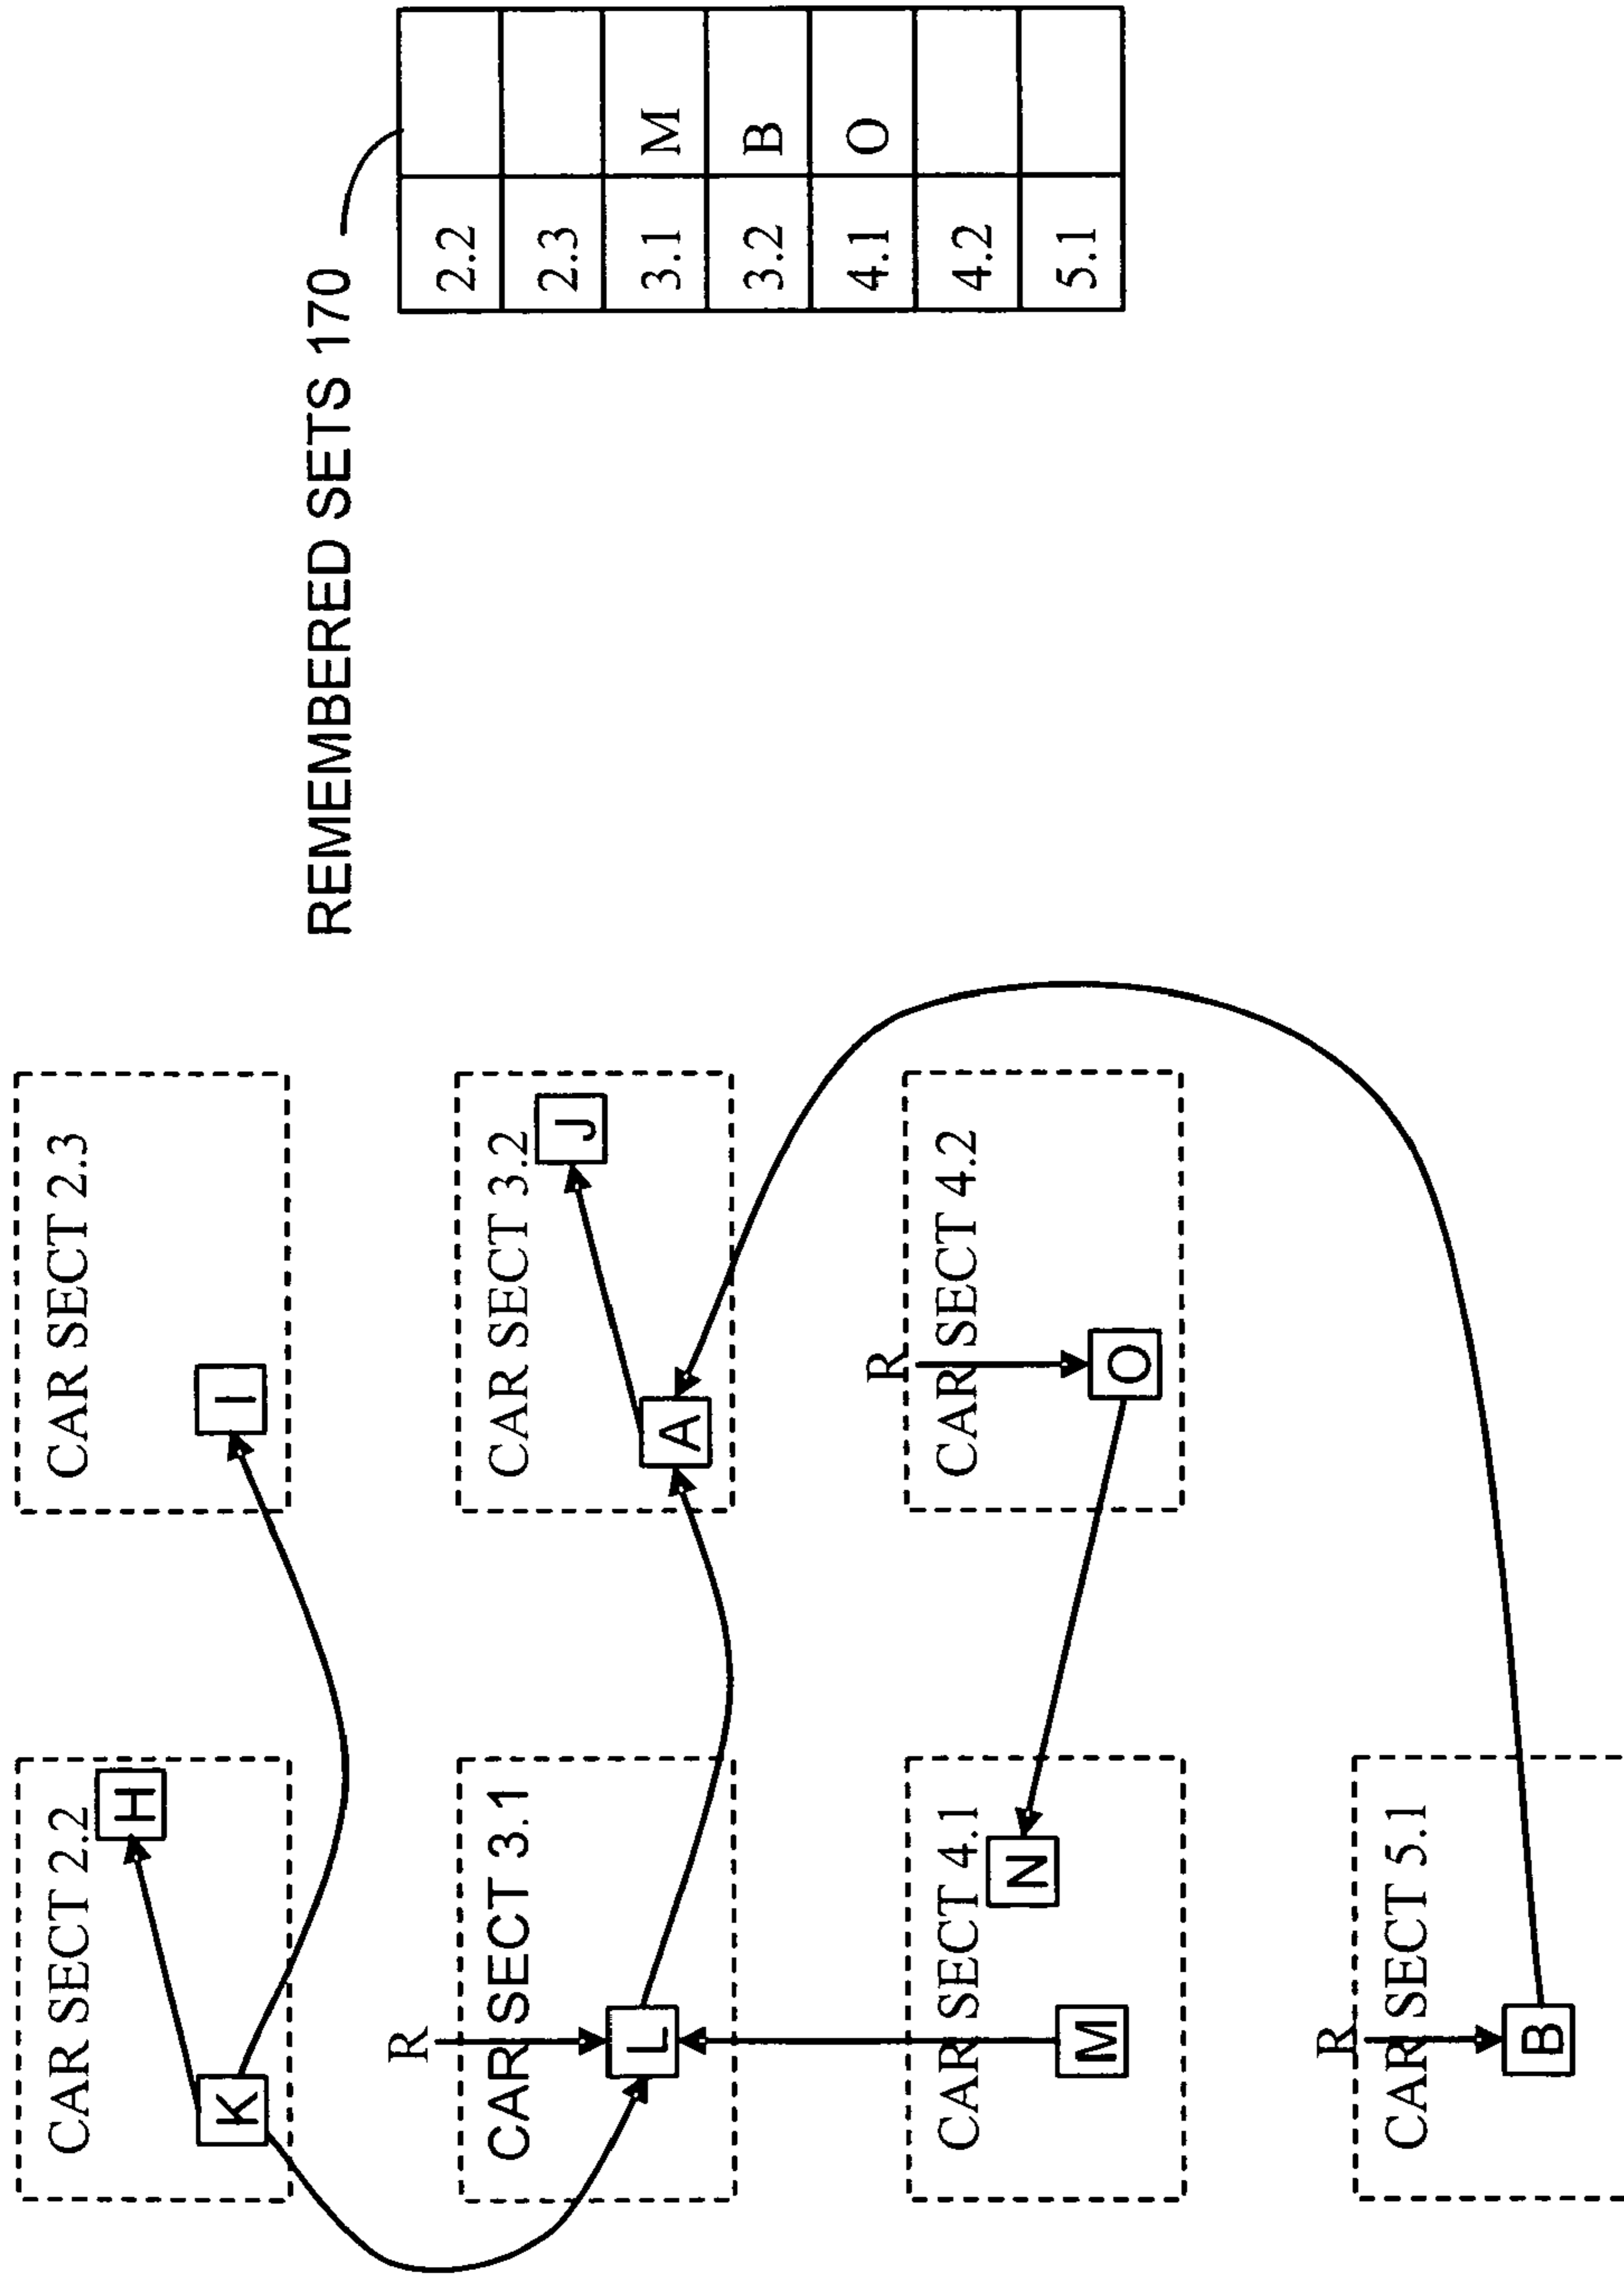 CAR SECT 2.2
H
K
CAR SECT 2.3
I
R
CAR SECT 3.1
L
CAR SECT 3.2
J
A
CAR SECT 4.1
N
M
R
CAR SECT 4.2
O
R
CAR SECT 5.1
B
REMEMBERED SETS 170
2.2
2.3
3.1 M
3.2 B
4.1 O
4.2
5.1